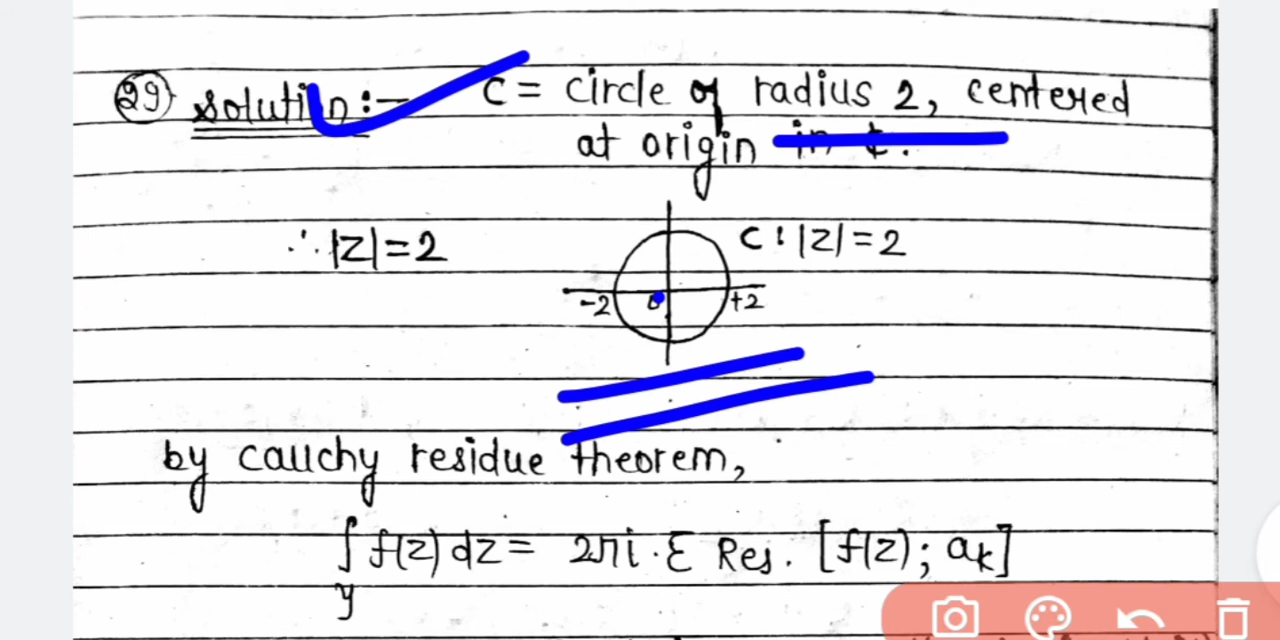 29 Solution :- C = circle of radius 2, centered
at origin in ¢.
∴ |z| = 2
C : |z| = 2
-2 0 +2
by cauchy residue theorem,
∫ f(z) dz = 2πi · Σ Res. [f(z); ak]
γ